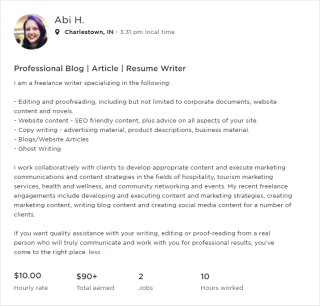 Abi H.
Charlestown, IN - 3:31 pm local time
Professional Blog | Article | Resume Writer
I am a freelance writer specializing in the following:
- Editing and proofreading, including but not limited to corporate documents, website
content and novels.
- Website content - SEO friendly content, plus advice on all aspects of your site.
- Copy writing - advertising material, product descriptions, business material.
- Blogs/Website Articles
- Ghost Writing
I work collaboratively with clients to develop appropriate content and execute marketing
communications and content strategies in the fields of hospitality, tourism marketing
services, health and wellness, and community networking and events. My recent freelance
engagements include developing and executing content and marketing strategies, creating
marketing content, writing blog content and creating social media content for a number of
clients.
If you want quality assistance with your writing, editing or proof-reading from a real
person who will truly communicate and work with you for professional results, you've
come to the right place. less
$10.00 $90+ 2 10
Hourly rate Total earned Jobs Hours worked